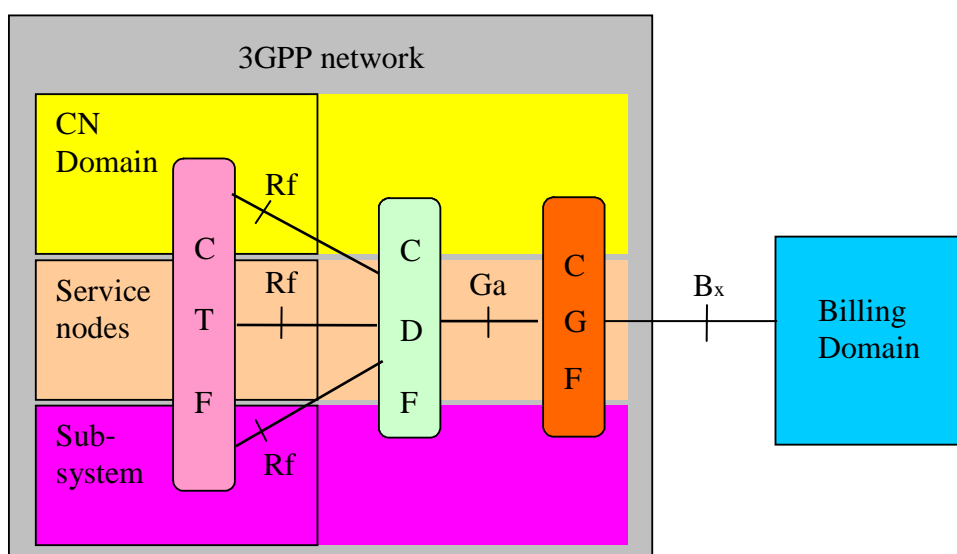 3GPP network
CN
Domain
Rf
C
T
F
C
D
F
C
G
F
Service
nodes
Rf
Ga
Bx
Billing
Domain
Sub-
system
Rf